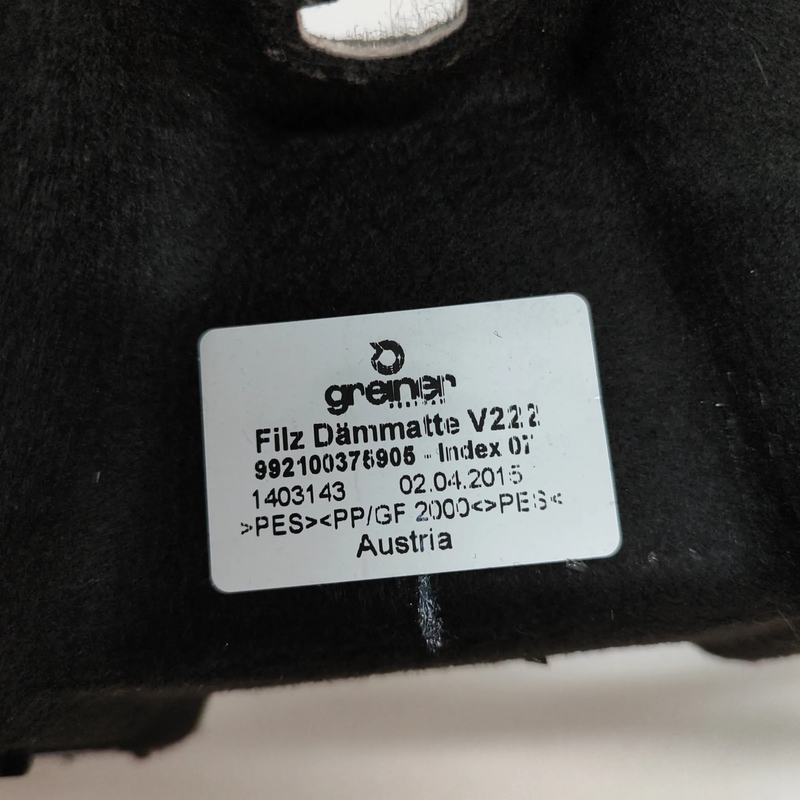 greiner
Filz Dämmatte V222
992100375905 - Index 07
1403143 02.04.2015
>PES><PP/GF 2000<>PES<
Austria